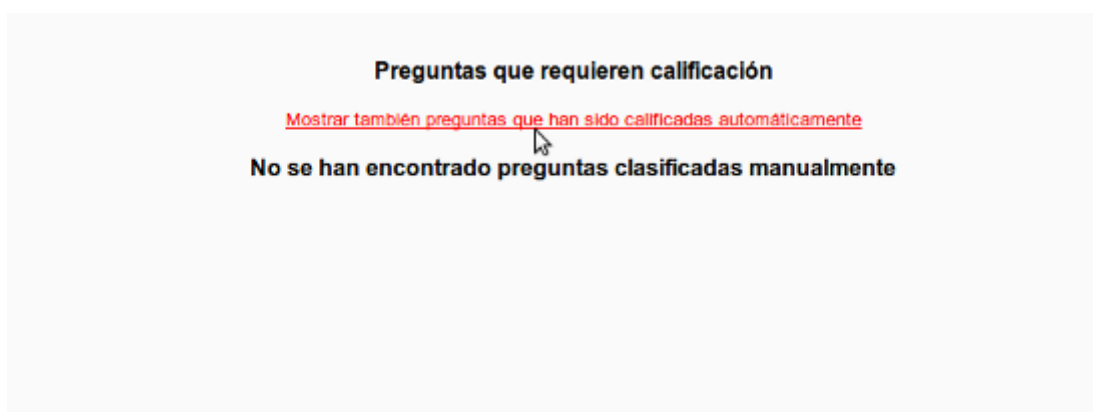 Preguntas que requieren calificación
Mostrar también preguntas que han sido calificadas automáticamente
No se han encontrado preguntas clasificadas manualmente